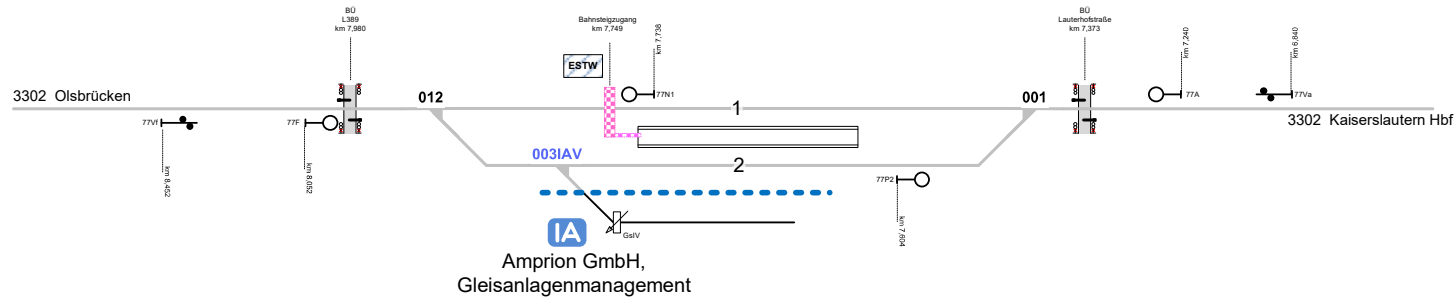 BÜ
L389
km 7,980
Bahnsteigzugang
km 7,749
km 7,736
BÜ
Lauterhofstraße
km 7,373
km 7,240
km 6,840
ESTW
3302 Olsbrücken
012
77N1
1
001
77A
77Va
3302 Kaiserslautern Hbf
77Vf
77F
003IAV
2
77P2
km 8,452
km 8,052
km 7,604
IA
GsIV
Amprion GmbH,
Gleisanlagenmanagement